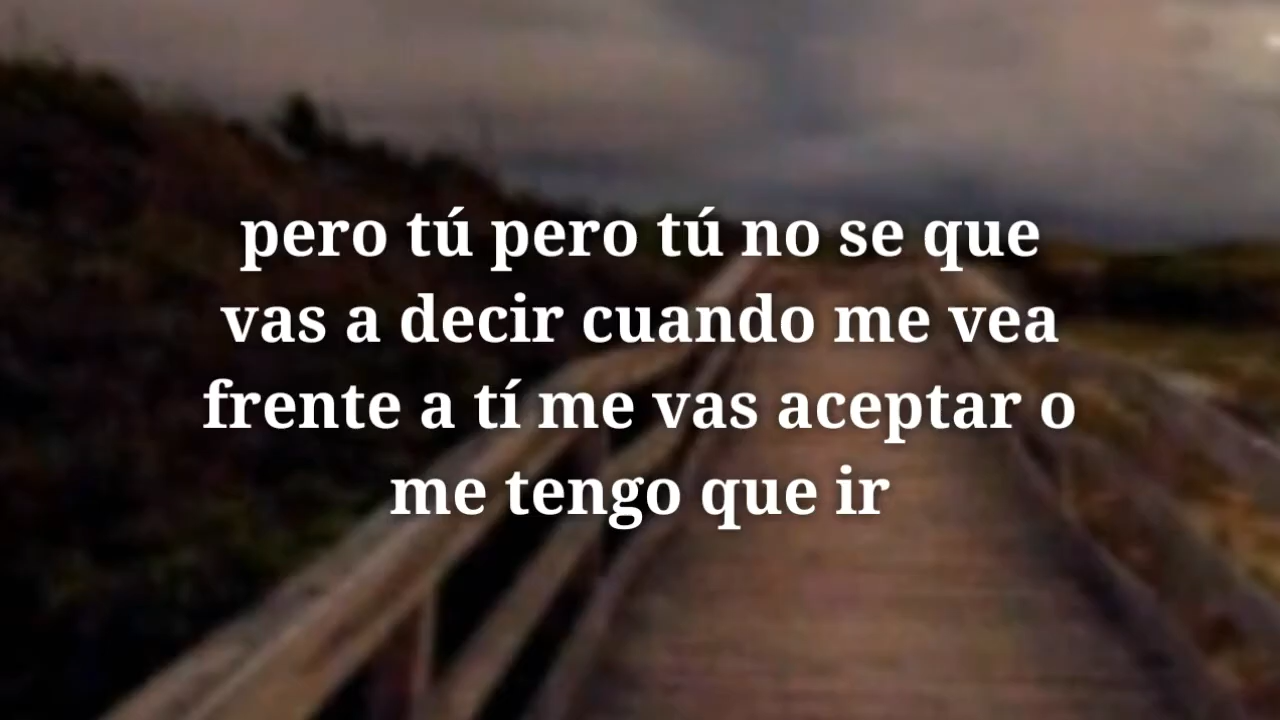 pero tú pero tú no se que
vas a decir cuando me vea
frente a tí me vas aceptar o
me tengo que ir